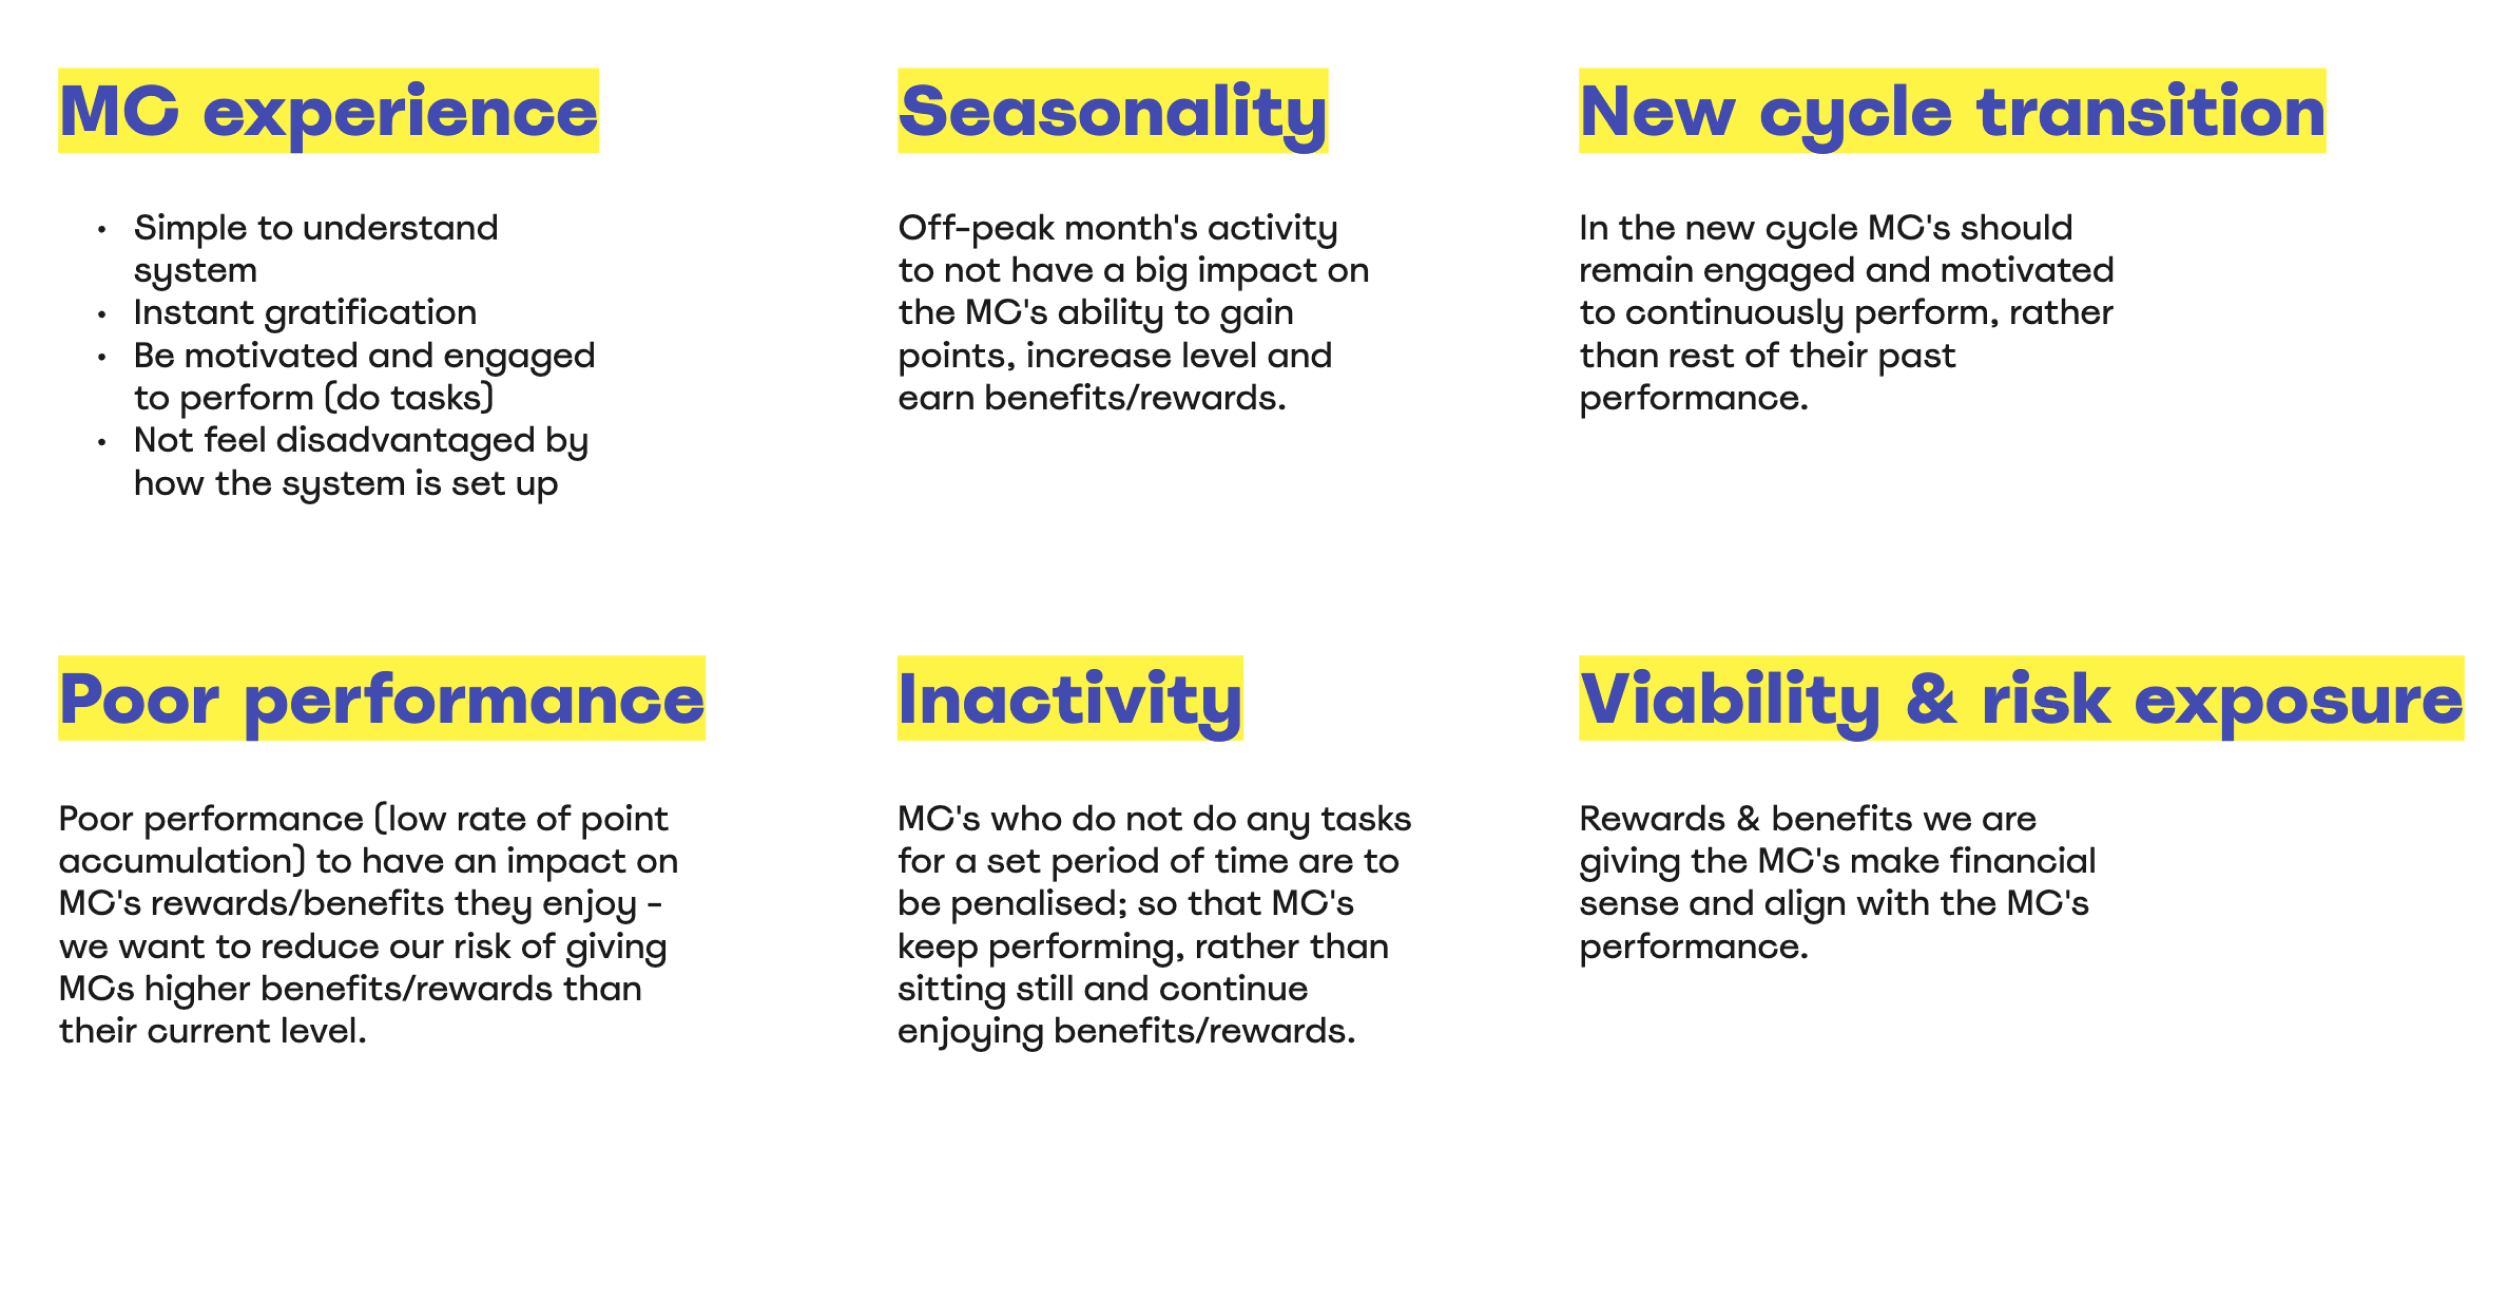 MC experience
• Simple to understand
system
• Instant gratification
• Be motivated and engaged
to perform (do tasks)
• Not feel disadvantaged by
how the system is set up
Seasonality
Off-peak month's activity
to not have a big impact on
the MC's ability to gain
points, increase level and
earn benefits/rewards.
New cycle transition
In the new cycle MC's should
remain engaged and motivated
to continuously perform, rather
than rest of their past
performance.
Poor performance
Poor performance (low rate of point
accumulation) to have an impact on
MC's rewards/benefits they enjoy -
we want to reduce our risk of giving
MCs higher benefits/rewards than
their current level.
Inactivity
MC's who do not do any tasks
for a set period of time are to
be penalised; so that MC's
keep performing, rather than
sitting still and continue
enjoying benefits/rewards.
Viability & risk exposure
Rewards & benefits we are
giving the MC's make financial
sense and align with the MC's
performance.